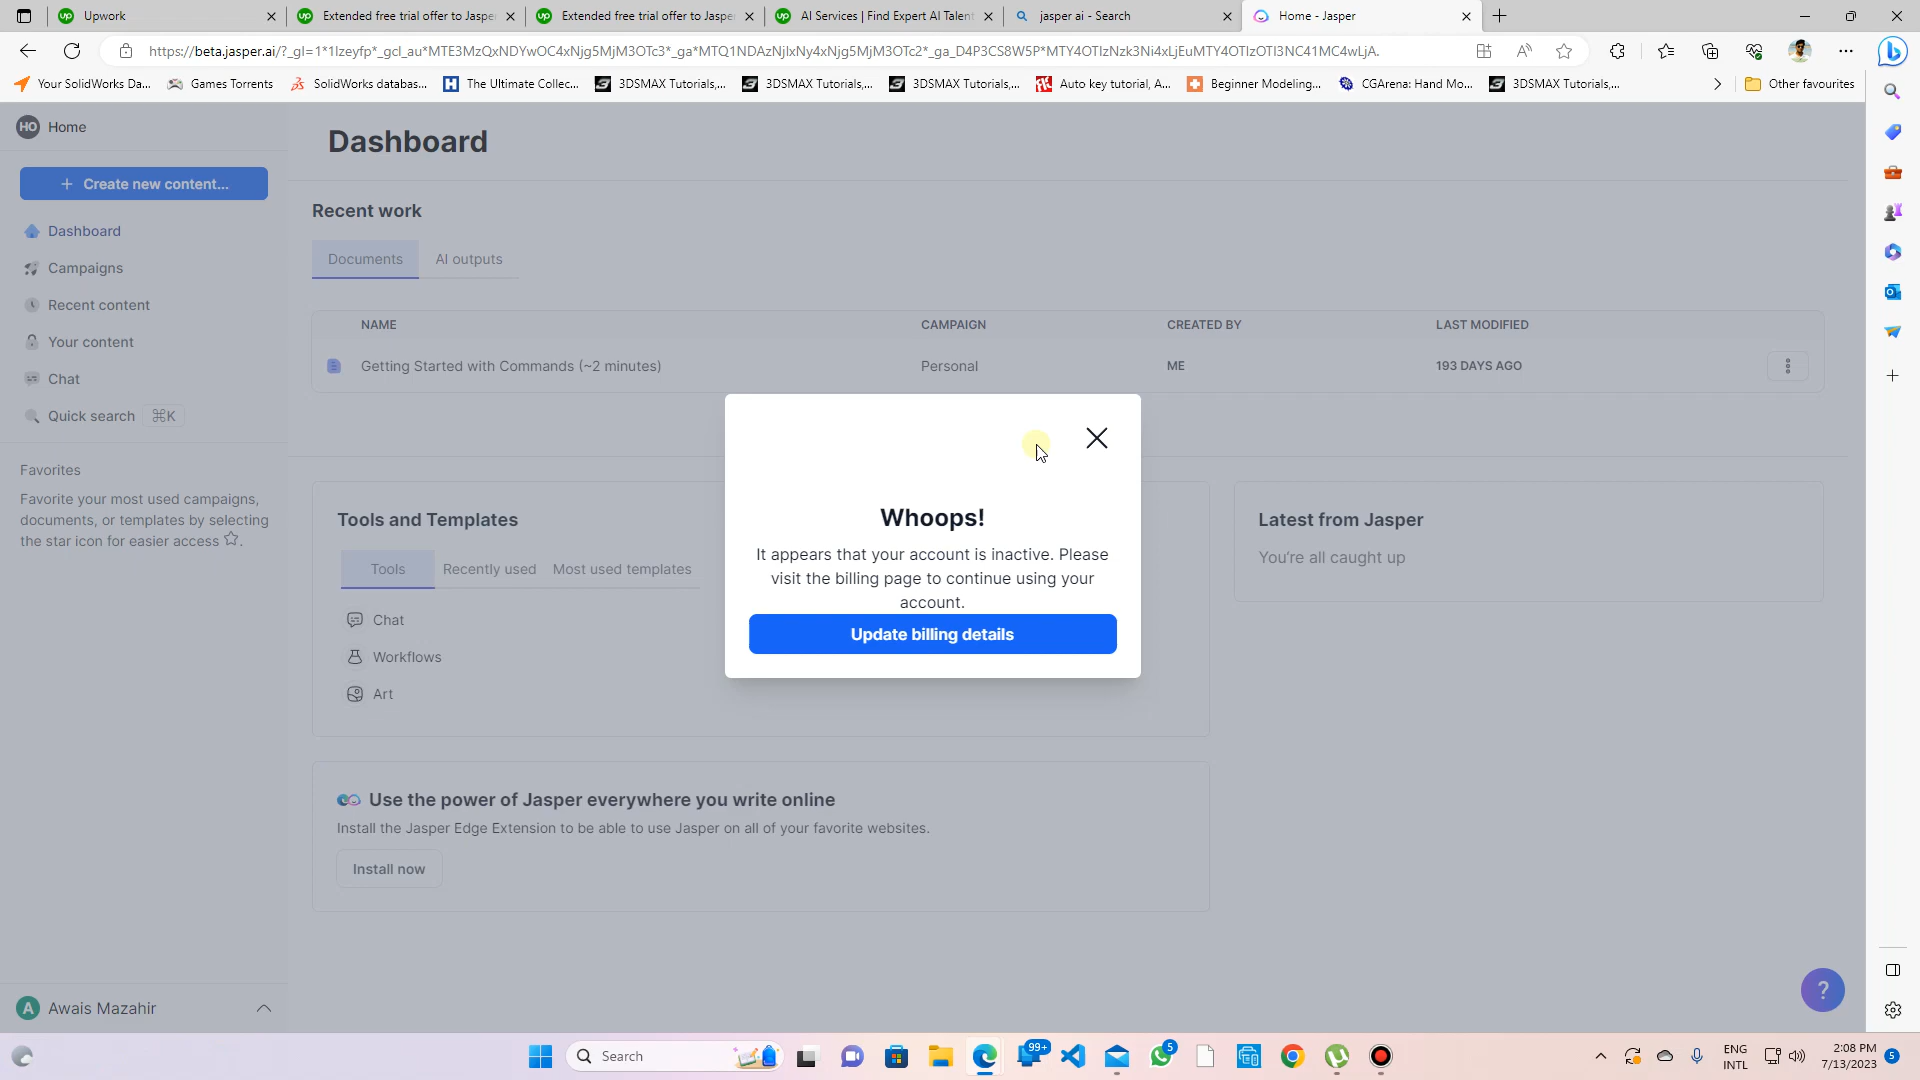 Upwork
Extended free trial offer to Jasper
Extended free trial offer to Jasper
AI Services | Find Expert AI Talent
jasper ai - Search
Home - Jasper
https://beta.jasper.ai/?_gl=1*1lzeyfp*_gcl_au*MTE3MzQxNDYwOC4xNjg5MjM3OTc3*_ga*MTQ1NDAzNjIxNy4xNjg5MjM3OTc2*_ga_D4P3CS8W5P*MTY4OTIzNzk3Ni4xLjEuMTY4OTIzOTI3NC41MC4wLjA.
Your SolidWorks Da...
Games Torrents
SolidWorks databas...
The Ultimate Collec...
3DSMAX Tutorials,...
3DSMAX Tutorials,...
3DSMAX Tutorials,...
Auto key tutorial, A...
Beginner Modeling...
CGArena: Hand Mo...
3DSMAX Tutorials,...
Other favourites
HO Home
+ Create new content...
Dashboard
Campaigns
Recent content
Your content
Chat
Quick search ⌘K
Favorites
Favorite your most used campaigns,
documents, or templates by selecting
the star icon for easier access ☆.
A Awais Mazahir
Dashboard
Recent work
Documents
AI outputs
NAME
CAMPAIGN
CREATED BY
LAST MODIFIED
Getting Started with Commands (~2 minutes)
Personal
ME
193 DAYS AGO
Tools and Templates
Tools
Recently used
Most used templates
Chat
Workflows
Art
Whoops!
It appears that your account is inactive. Please
visit the billing page to continue using your
account.
Update billing details
Latest from Jasper
You're all caught up
Use the power of Jasper everywhere you write online
Install the Jasper Edge Extension to be able to use Jasper on all of your favorite websites.
Install now
?
Search
99+
5
ENG
INTL
2:08 PM
7/13/2023
5